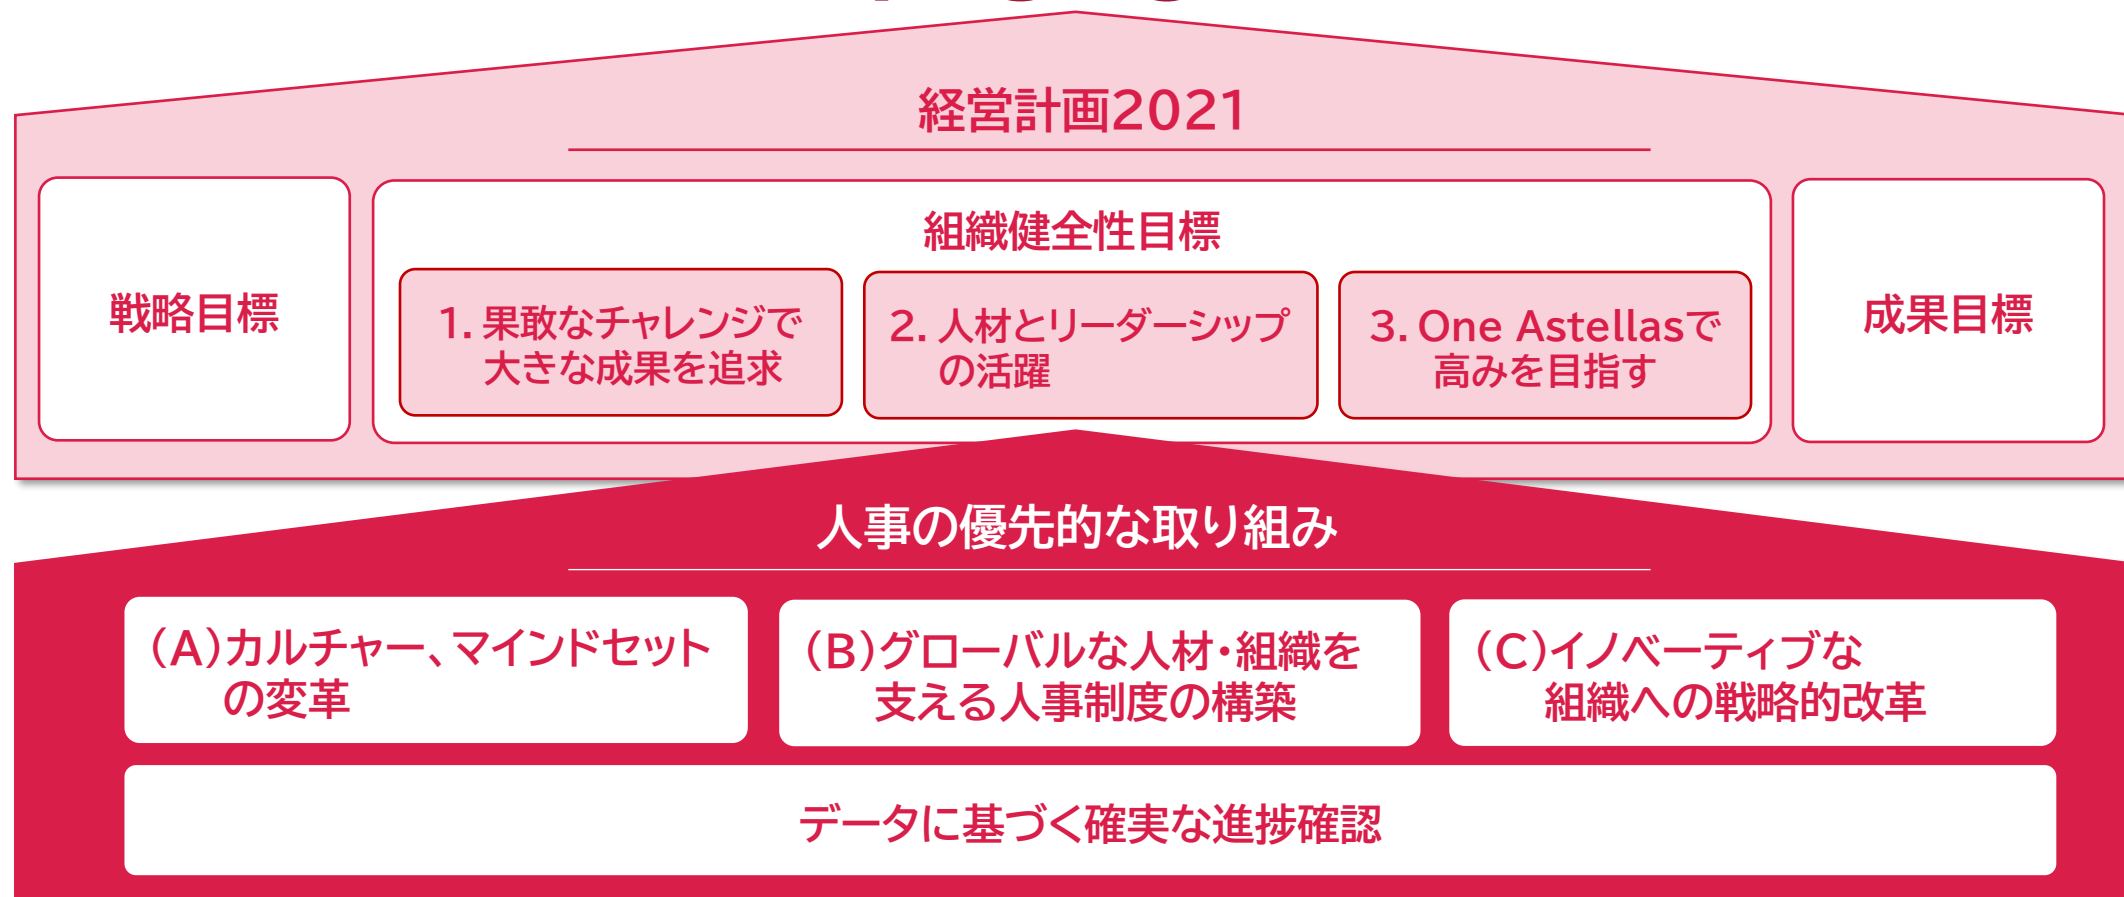 経営計画2021
戦略目標
組織健全性目標
1. 果敢なチャレンジで
大きな成果を追求
2. 人材とリーダーシップ
の活躍
3. One Astellasで
高みを目指す
成果目標
人事の優先的な取り組み
(A)カルチャー、マインドセット
の変革
(B)グローバルな人材・組織を
支える人事制度の構築
(C)イノベーティブな
組織への戦略的改革
データに基づく確実な進捗確認